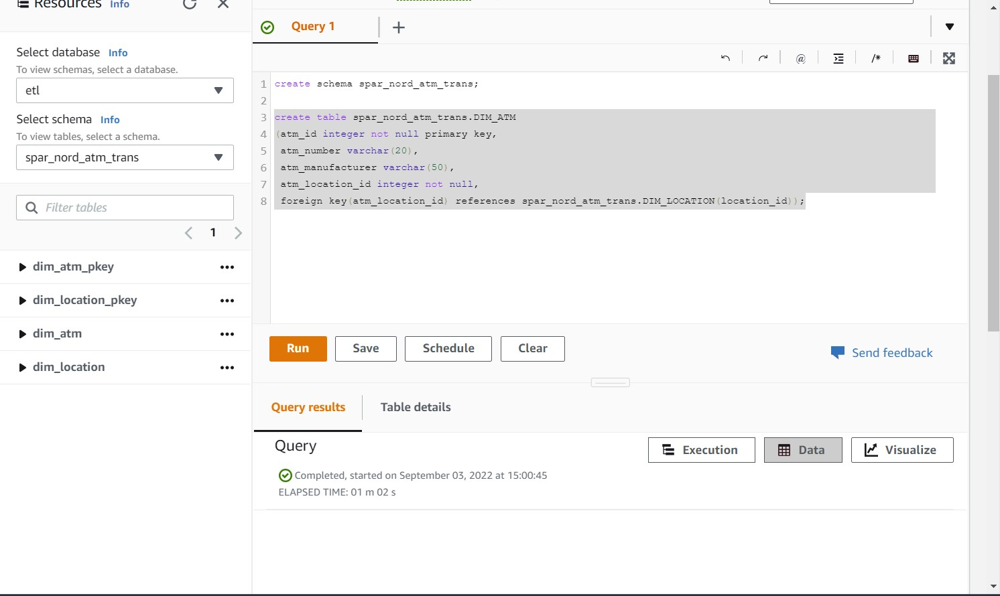 Resources Info
Select database Info
To view schemas, select a database.
etl
Select schema Info
To view tables, select a schema.
spar_nord_atm_trans
Filter tables
1
dim_atm_pkey
dim_location_pkey
dim_atm
dim_location
Query 1
@
/*
1 create schema spar_nord_atm_trans;
2
3 create table spar_nord_atm_trans.DIM_ATM
4 (atm_id integer not null primary key,
5 atm_number varchar(20),
6 atm_manufacturer varchar(50),
7 atm_location_id integer not null,
8 foreign key(atm_location_id) references spar_nord_atm_trans.DIM_LOCATION(location_id));
Run Save Schedule Clear
Send feedback
Query results Table details
Query
Execution Data Visualize
Completed, started on September 03, 2022 at 15:00:45
ELAPSED TIME: 01 m 02 s